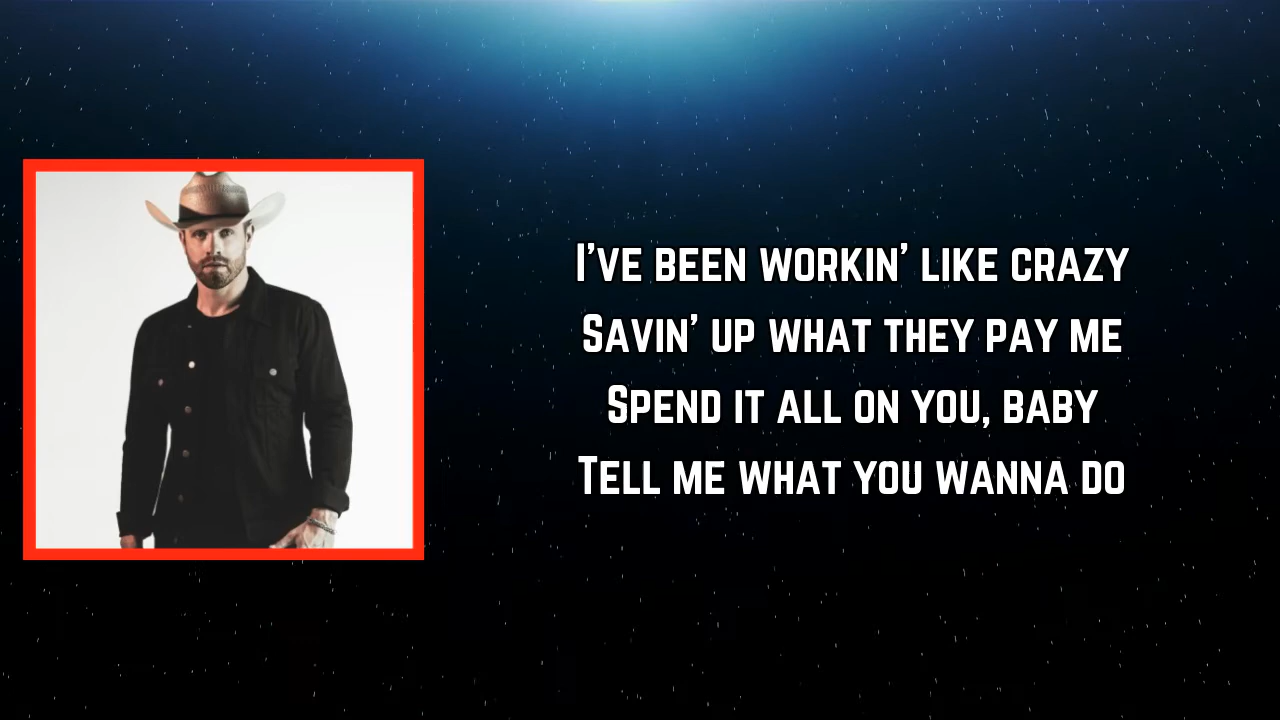 I've been workin' like crazy
Savin' up what they pay me
Spend it all on you, baby
Tell me what you wanna do